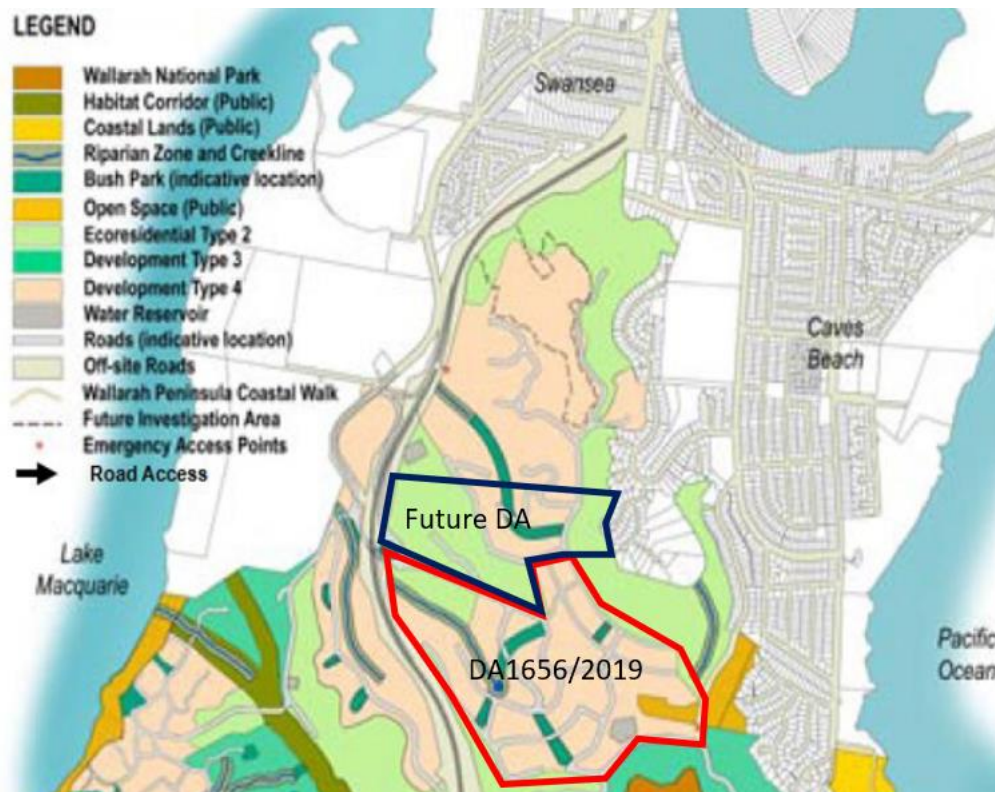 LEGEND
Wallarah National Park
Habitat Corridor (Public)
Coastal Lands (Public)
Riparian Zone and Creekline
Bush Park (indicative location)
Open Space (Public)
Ecoresidential Type 2
Development Type 3
Development Type 4
Water Reservoir
Roads (indicative location)
Off-site Roads
Wallarah Peninsula Coastal Walk
Future Investigation Area
Emergency Access Points
Road Access
Swansea
Caves
Beach
Future DA
Lake
Macquarie
DA1656/2019
Pacific
Ocean